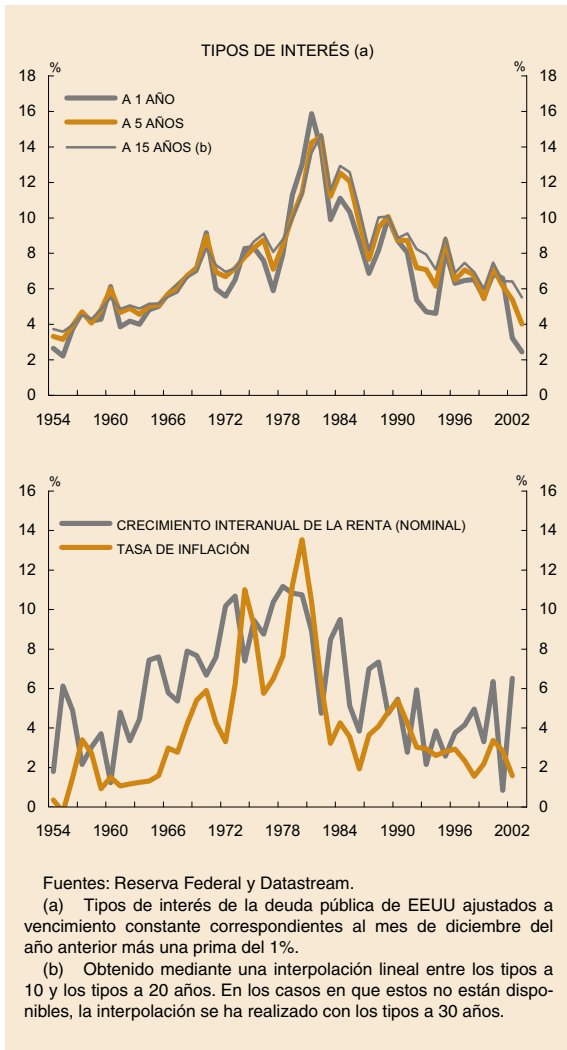 TIPOS DE INTERÉS (a)
% %
18 18
A 1 AÑO
16 16
A 5 AÑOS
14 14
A 15 AÑOS (b)
12 12
10 10
8 8
6 6
4 4
2 2
0 0
1954 1960 1966 1972 1978 1984 1990 1996 2002
% %
16 16
CRECIMIENTO INTERANUAL DE LA RENTA (NOMINAL)
14 14
TASA DE INFLACIÓN
12 12
10 10
8 8
6 6
4 4
2 2
0 0
1954 1960 1966 1972 1978 1984 1990 1996 2002
Fuentes: Reserva Federal y Datastream.
(a) Tipos de interés de la deuda pública de EEUU ajustados a
vencimiento constante correspondientes al mes de diciembre del
año anterior más una prima del 1%.
(b) Obtenido mediante una interpolación lineal entre los tipos a
10 y los tipos a 20 años. En los casos en que estos no están dispo-
nibles, la interpolación se ha realizado con los tipos a 30 años.